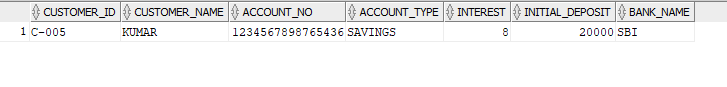 CUSTOMER_ID CUSTOMER_NAME ACCOUNT_NO ACCOUNT_TYPE INTEREST INITIAL_DEPOSIT BANK_NAME
1 C-005 KUMAR 1234567898765436 SAVINGS 8 20000 SBI